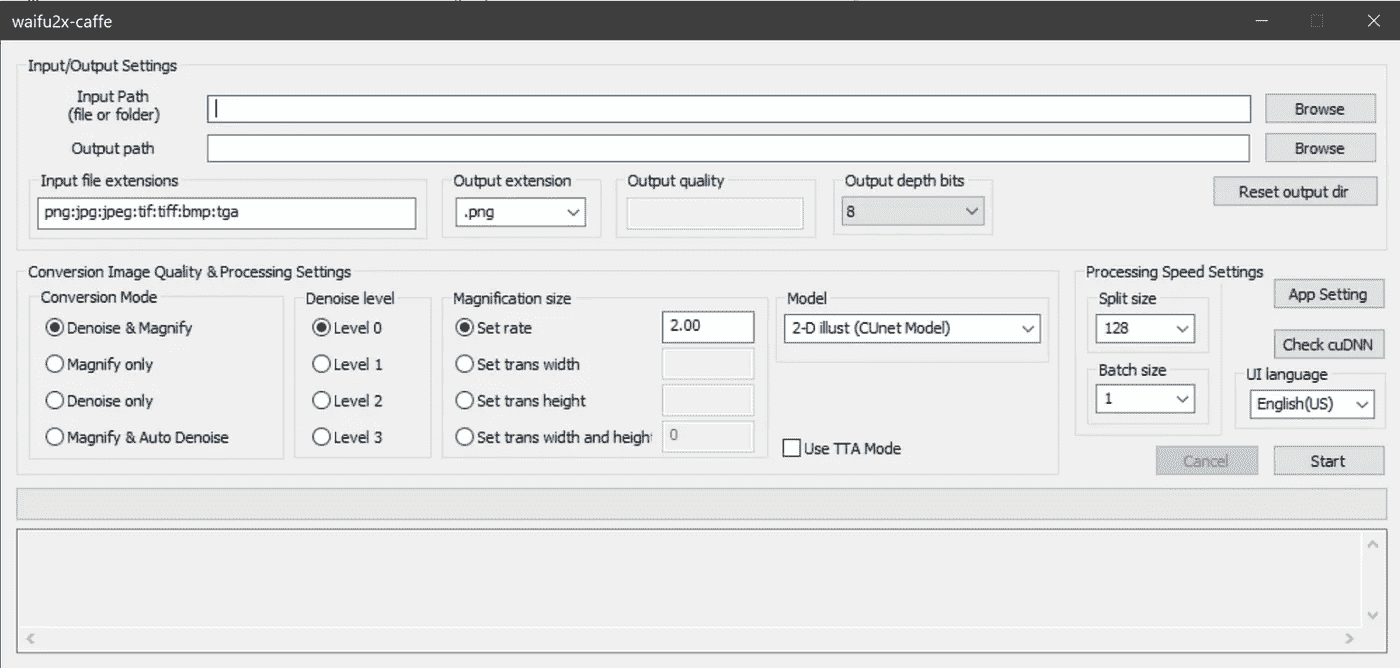 waifu2x-caffe
Input/Output Settings
Input Path
(file or folder)
Browse
Output path
Browse
Input file extensions
Output extension
Output quality
Output depth bits
png:jpg:jpeg:tif:tiff:bmp:tga
.png
8
Reset output dir
Conversion Image Quality & Processing Settings
Conversion Mode
Denoise & Magnify
Magnify only
Denoise only
Magnify & Auto Denoise
Denoise level
Level 0
Level 1
Level 2
Level 3
Magnification size
Set rate
2.00
Set trans width
Set trans height
Set trans width and heigh
0
Model
2-D illust (CUnet Model)
Use TTA Mode
Processing Speed Settings
Split size
128
Batch size
1
App Setting
Check cuDNN
UI language
English(US)
Cancel
Start